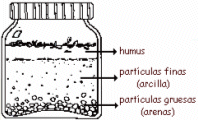 humus
partículas finas
(arcilla)
partículas gruesas
(arenas)